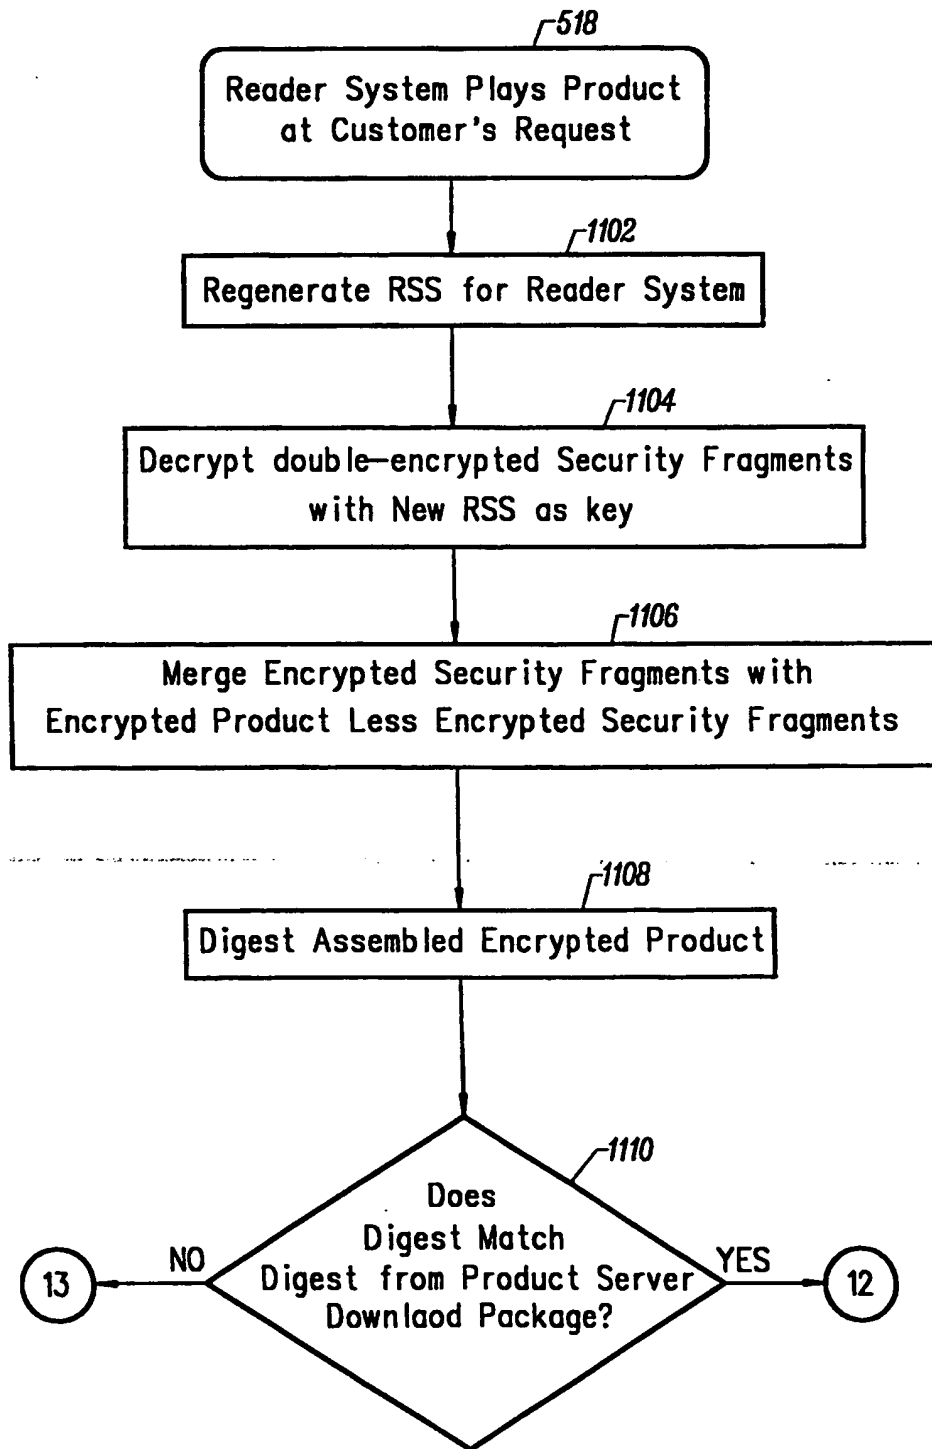 518
Reader System Plays Product
at Customer's Request
1102
Regenerate RSS for Reader System
1104
Decrypt double-encrypted Security Fragments
with New RSS as key
1106
Merge Encrypted Security Fragments with
Encrypted Product Less Encrypted Security Fragments
1108
Digest Assembled Encrypted Product
1110
Does
Digest Match
Digest from Product Server
Downlaod Package?
NO
YES
13
12